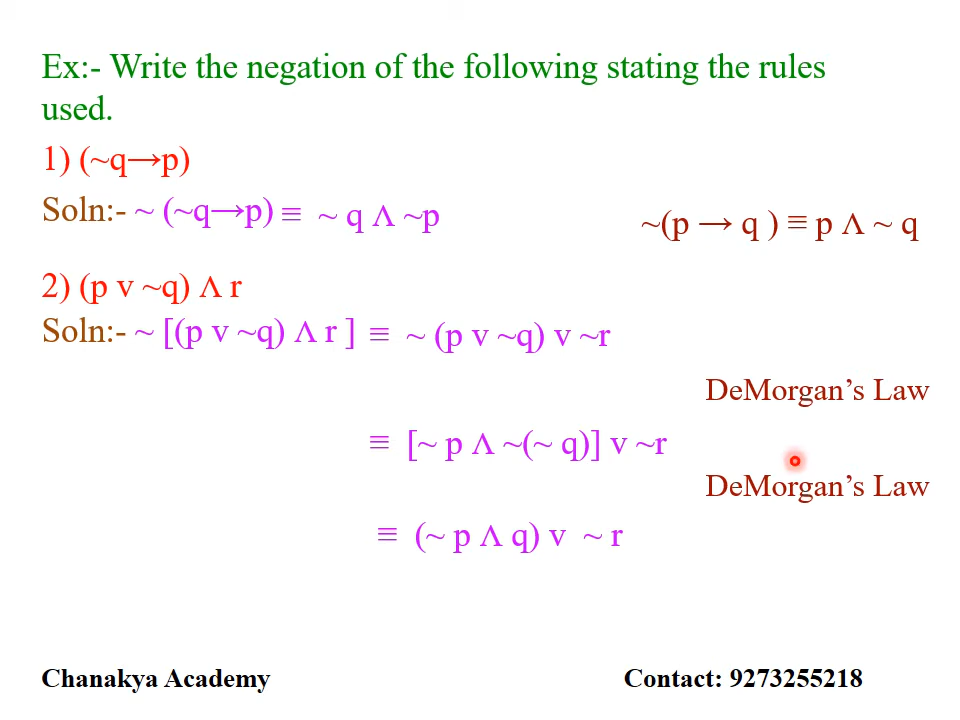 Ex:- Write the negation of the following stating the rules
used.
1) (~q→p)
Soln:- ~ (~q→p) ≡ ~ q Λ ~p
~(p → q ) ≡ p Λ ~ q
2) (p v ~q) Λ r
Soln:- ~ [(p v ~q) Λ r ] ≡ ~ (p v ~q) v ~r
DeMorgan’s Law
≡ [~ p Λ ~(~ q)] v ~r
DeMorgan’s Law
≡ (~ p Λ q) v ~ r
Chanakya Academy
Contact: 9273255218